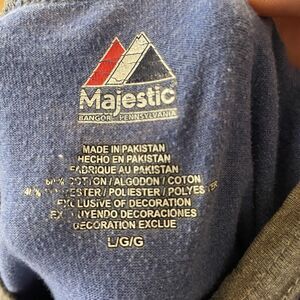 Majestic
BANGOR, PENNSYLVANIA
MADE IN PAKISTAN
HECHO EN PAKISTAN
FABRIQUE AU PAKISTAN
COTTON / ALGODON / COTON
POLIESTER / POLYESTER
EXCLUSIVE OF DECORATION
EXCLUYENDO DECORACIONES
DECORATION EXCLUE
L/G/G